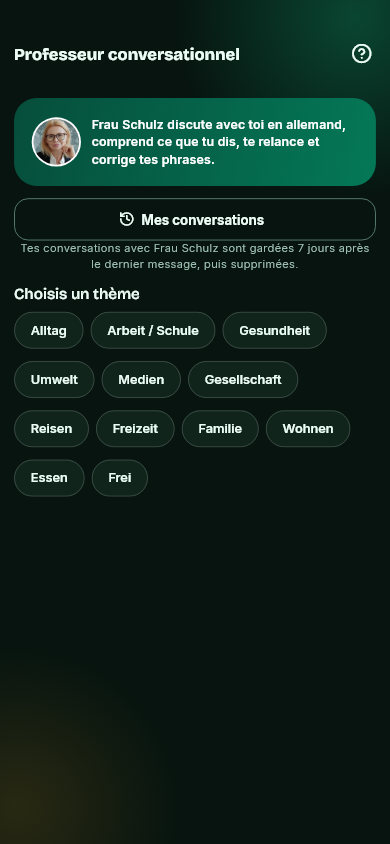 Professeur conversationnel
Frau Schulz discute avec toi en allemand,
comprend ce que tu dis, te relance et
corrige tes phrases.
Mes conversations
Tes conversations avec Frau Schulz sont gardées 7 jours après
le dernier message, puis supprimées.
Choisis un thème
Alltag Arbeit / Schule Gesundheit
Umwelt Medien Gesellschaft
Reisen Freizeit Familie Wohnen
Essen Frei